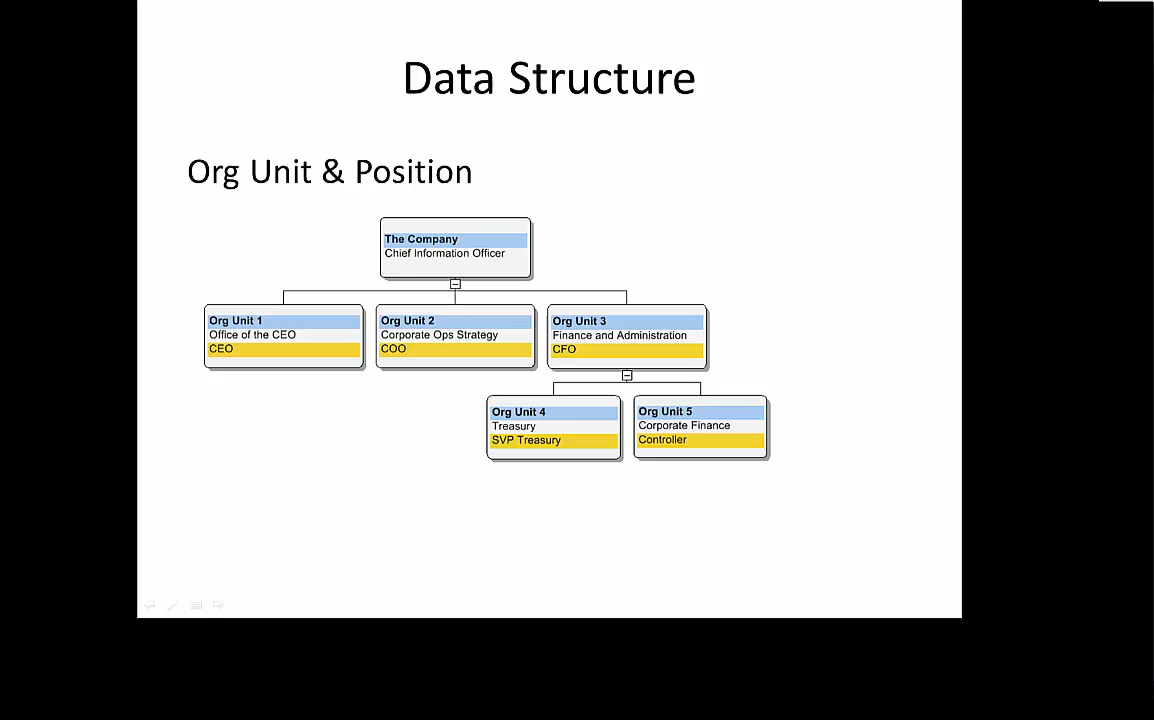 Data Structure
Org Unit & Position
The Company
Chief Information Officer
Org Unit 1
Office of the CEO
CEO
Org Unit 2
Corporate Ops Strategy
COO
Org Unit 3
Finance and Administration
CFO
Org Unit 4
Treasury
SVP Treasury
Org Unit 5
Corporate Finance
Controller